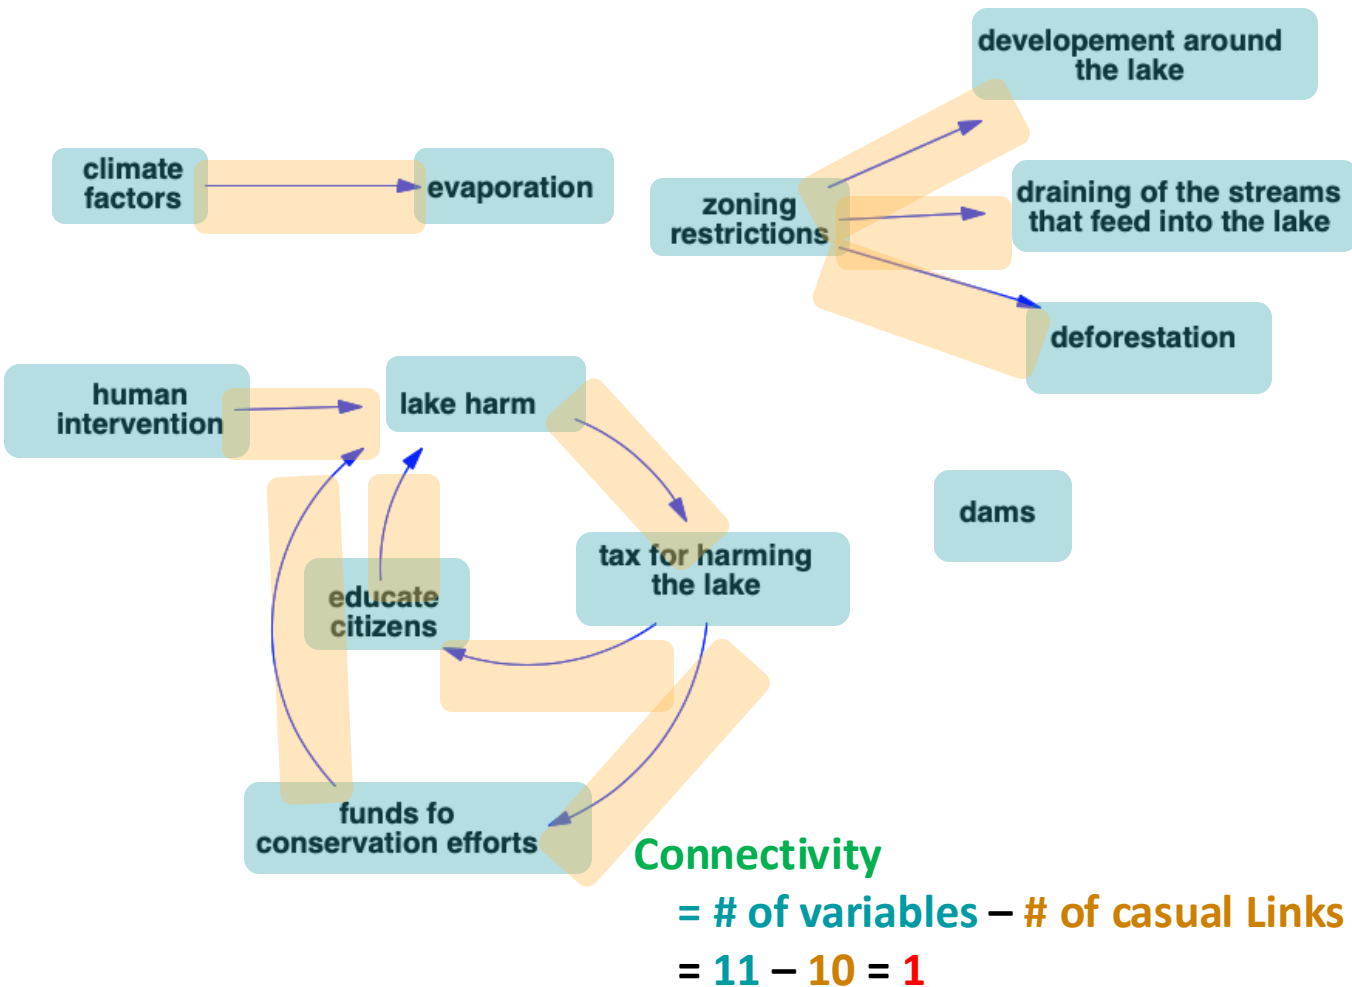 developement around
the lake
climate
factors
evaporation
zoning
restrictions
draining of the streams
that feed into the lake
deforestation
human
intervention
lake harm
dams
tax for harming
the lake
educate
citizens
funds fo
conservation efforts
Connectivity
= # of variables – # of casual Links
= 11 – 10 = 1